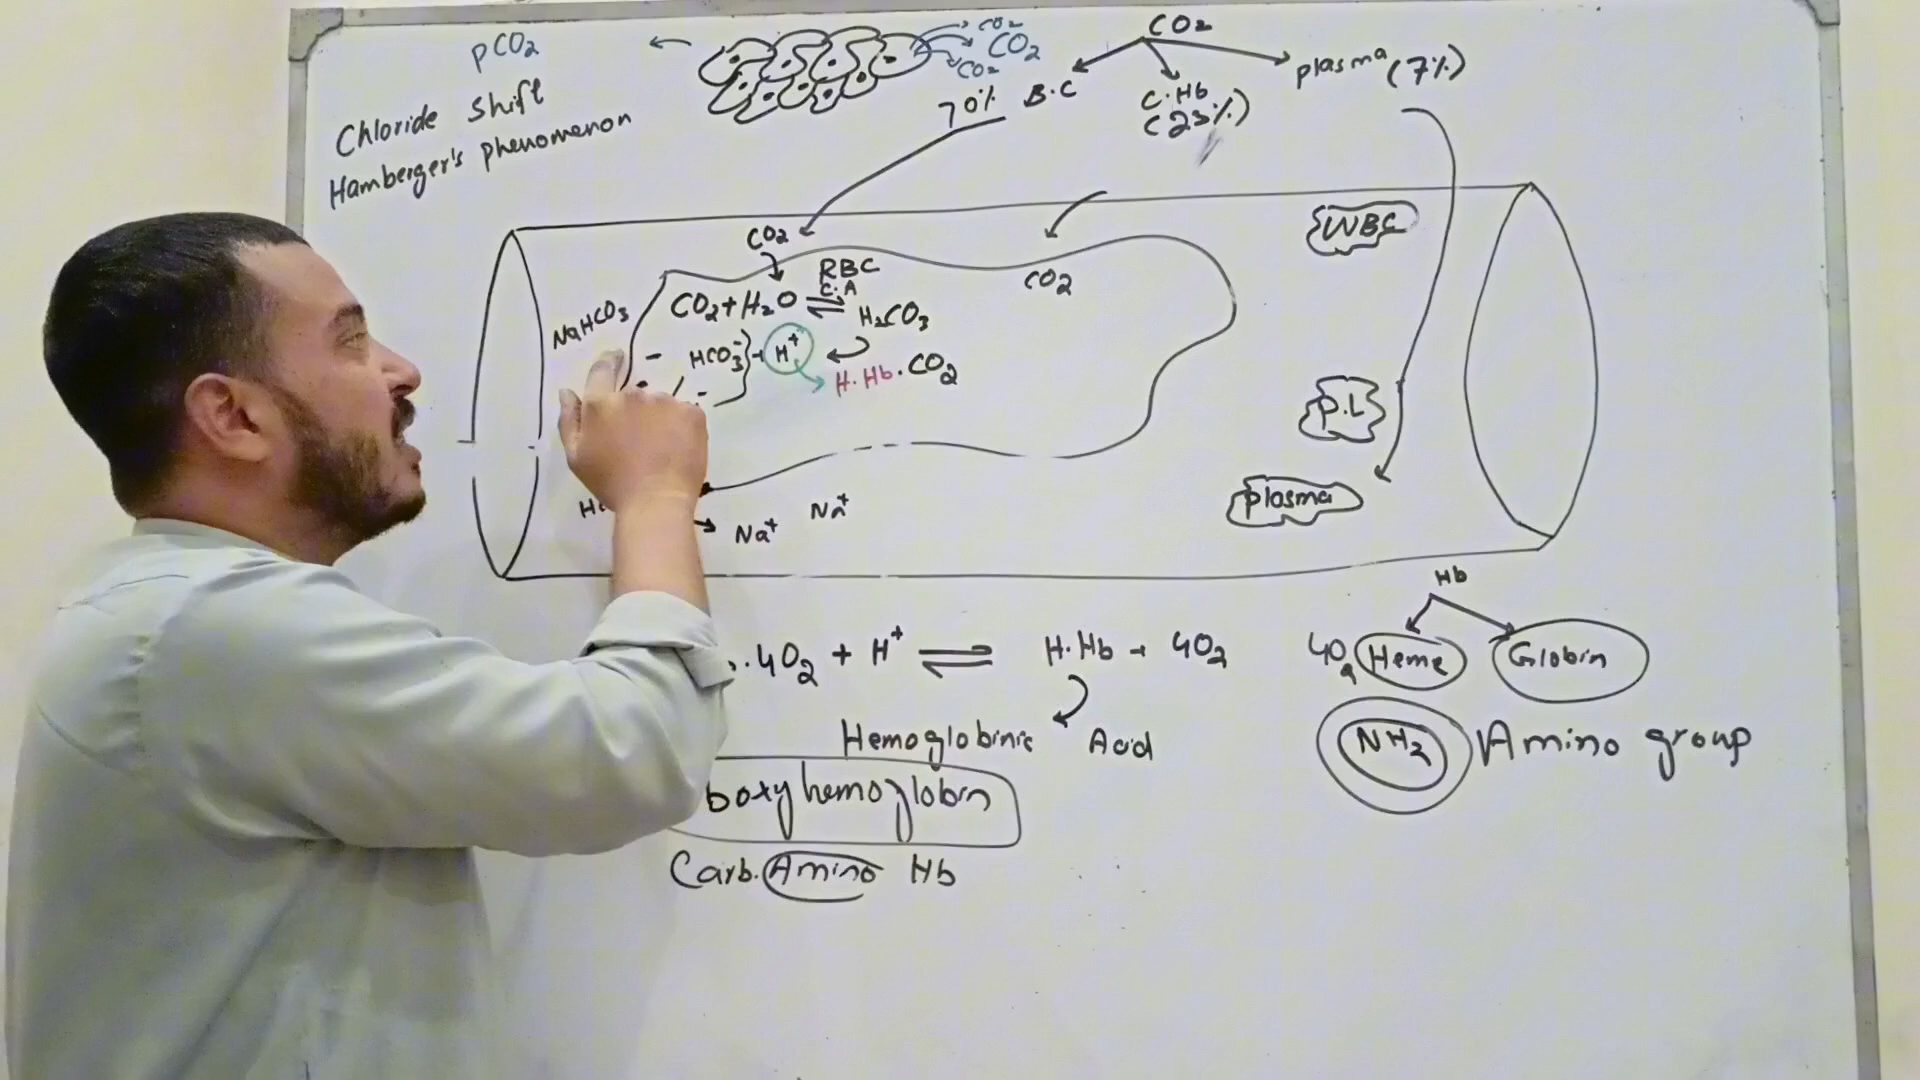 pCO₂
CO₂
CO₂
CO₂
CO₂
70% B.C
C.Hb
(23%)
plasma (7%)
Chloride Shift
Hamberger's phenomenon
CO₂
RBC
C.A
CO₂ + H₂O ⇌ H₂CO₃
CO₂
WBC
NaHCO₃
HCO₃⁻ + H⁺
H.Hb.CO₂
P.L
plasma
Na⁺
Na⁺
.4O₂ + H⁺ ⇌ H.Hb + 4O₂
Hemoglobinic Acid
boxyhemoglobin
Carb.Amino Hb
Hb
4O₂ Heme Globin
NH₂ Amino group